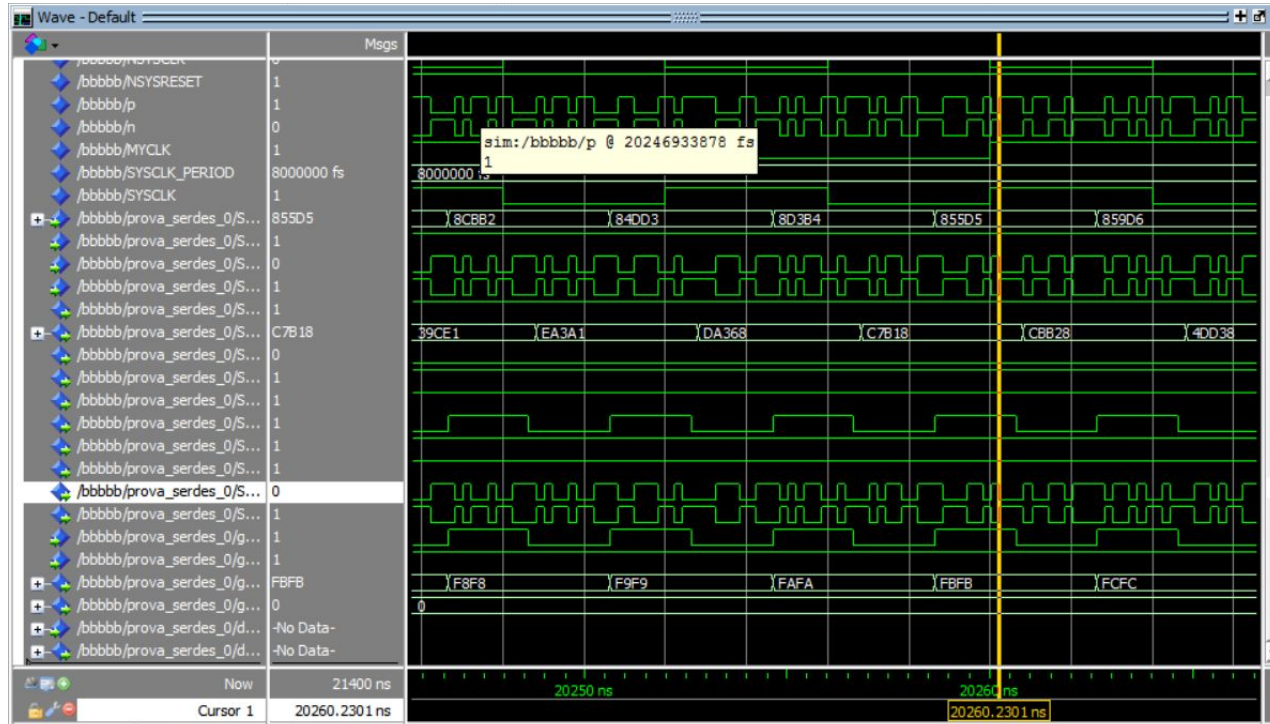 Wave - Default
Msgs
/bbbbb/NSYSRESET 1
/bbbbb/p 1
/bbbbb/n 0
/bbbbb/MYCLK 1
/bbbbb/SYSCLK_PERIOD 8000000 fs 8000000
/bbbbb/SYSCLK 1
sim:/bbbbb/p @ 20246933878 fs
1
/bbbbb/prova_serdes_0/S... 855D5 8CBB2 84DD3 8D3B4 855D5 859D6
/bbbbb/prova_serdes_0/S... 1
/bbbbb/prova_serdes_0/S... 0
/bbbbb/prova_serdes_0/S... 1
/bbbbb/prova_serdes_0/S... 1
/bbbbb/prova_serdes_0/S... C7B18 39CE1 EA3A1 DA368 C7B18 CBB28 4DD38
/bbbbb/prova_serdes_0/S... 0
/bbbbb/prova_serdes_0/S... 1
/bbbbb/prova_serdes_0/S... 1
/bbbbb/prova_serdes_0/S... 1
/bbbbb/prova_serdes_0/S... 1
/bbbbb/prova_serdes_0/S... 1
/bbbbb/prova_serdes_0/S... 0
/bbbbb/prova_serdes_0/S... 1
/bbbbb/prova_serdes_0/g... 1
/bbbbb/prova_serdes_0/g... 1
/bbbbb/prova_serdes_0/g... FBFB F8F8 F9F9 FAFA FBFB FCFC
/bbbbb/prova_serdes_0/g... 0 0
/bbbbb/prova_serdes_0/d... -No Data-
/bbbbb/prova_serdes_0/d... -No Data-
Now 21400 ns 20250 ns 20260 ns
Cursor 1 20260.2301 ns 20260.2301 ns